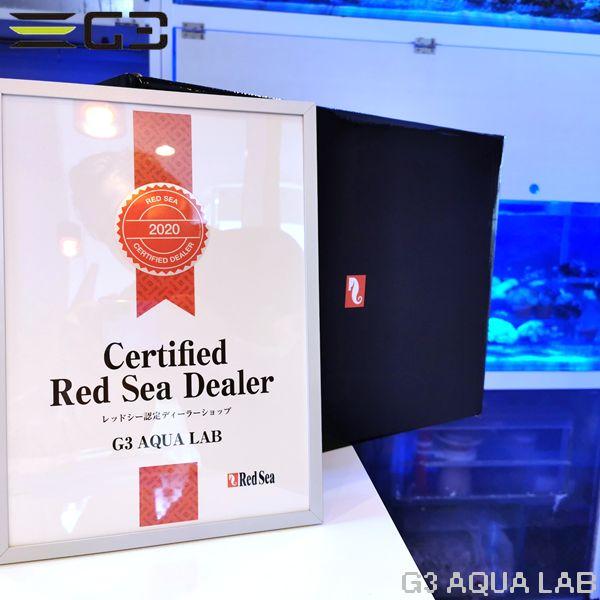 G3
RED SEA
2020
CERTIFIED DEALER
Certified
Red Sea Dealer
レッドシー認定ディーラーショップ
G3 AQUA LAB
Red Sea
G3 AQUA LAB